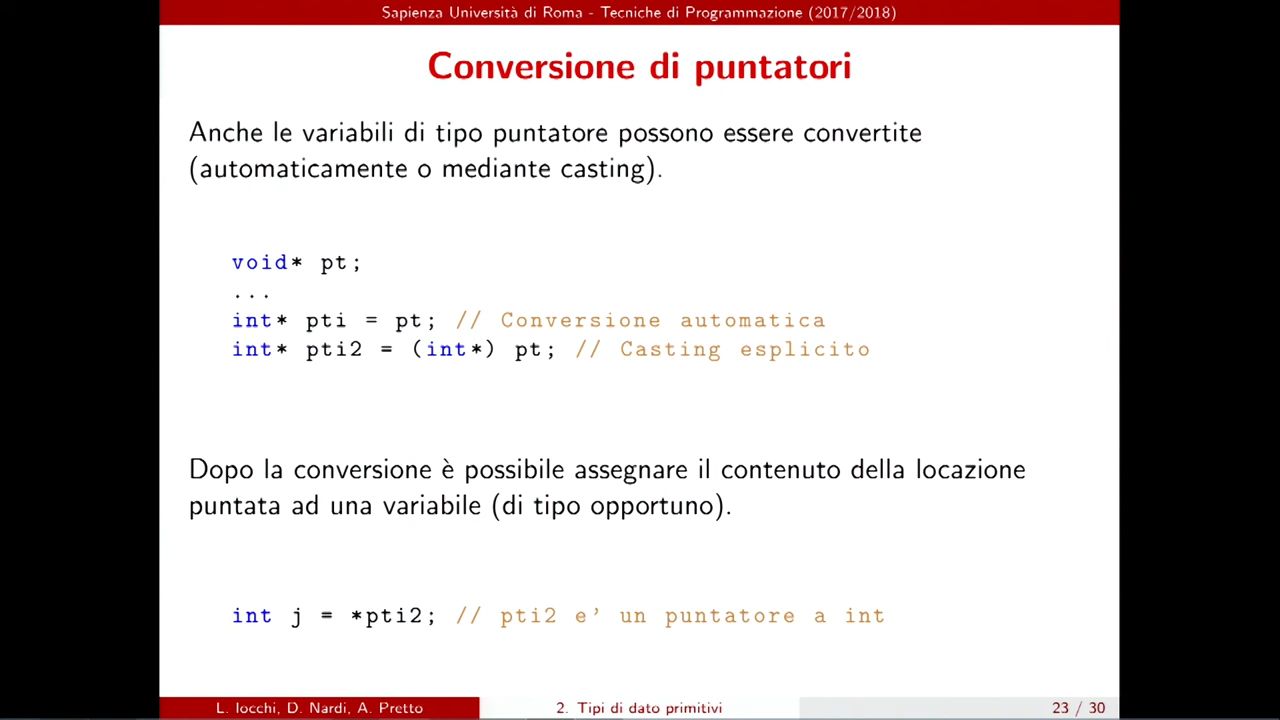 Sapienza Università di Roma - Tecniche di Programmazione (2017/2018)
Conversione di puntatori
Anche le variabili di tipo puntatore possono essere convertite
(automaticamente o mediante casting).
void* pt;
...
int* pti = pt; // Conversione automatica
int* pti2 = (int*) pt; // Casting esplicito
Dopo la conversione è possibile assegnare il contenuto della locazione
puntata ad una variabile (di tipo opportuno).
int j = *pti2; // pti2 e’ un puntatore a int
L. Iocchi, D. Nardi, A. Pretto 2. Tipi di dato primitivi 23 / 30